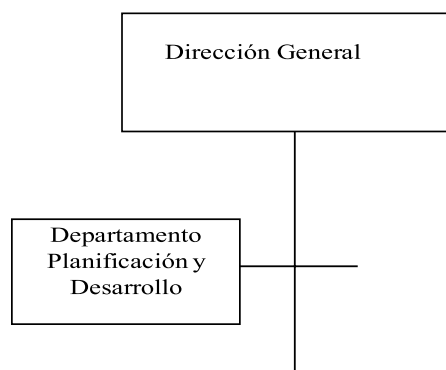 Dirección General
Departamento
Planificación y
Desarrollo